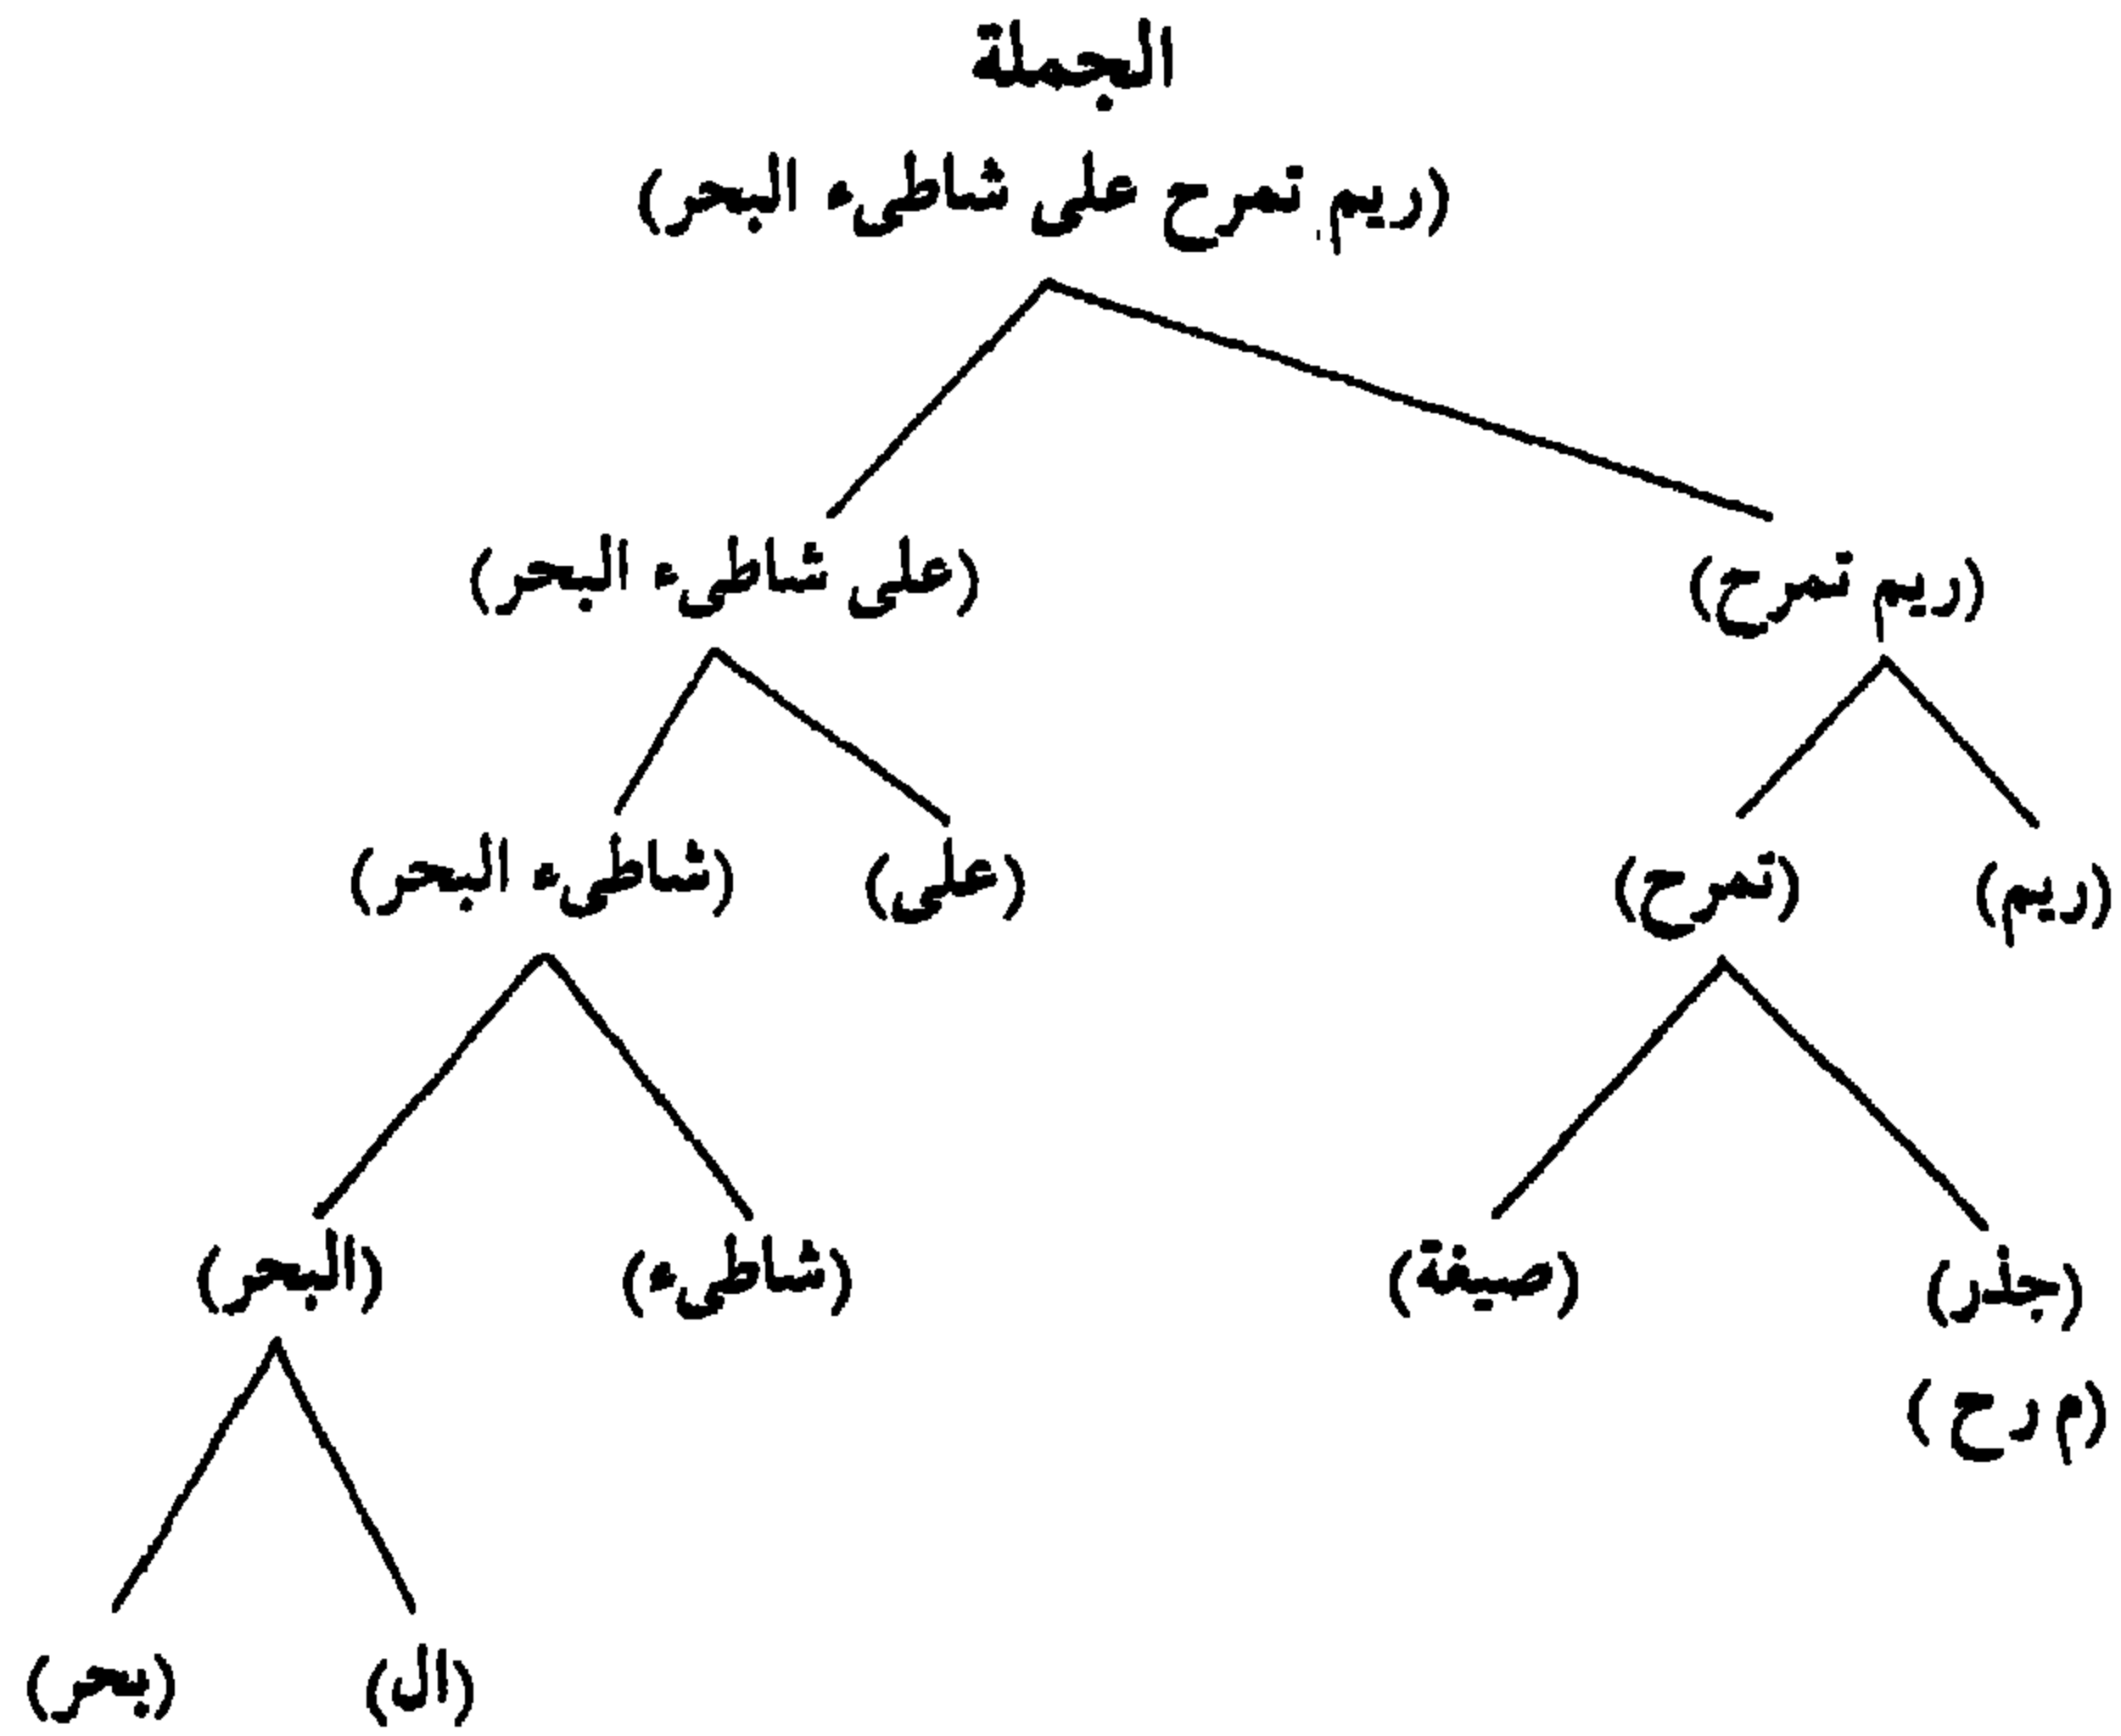 الجملة
(ريم تمرح على شاطىء البحر)
(ريم تمرح)
(على شاطىء البحر)
(ريم)
(تمرح)
(على)
(شاطىء البحر)
(جذر)
(م رح )
(صيغة)
(شاطىء)
(البحر)
(ال)
(بحر)